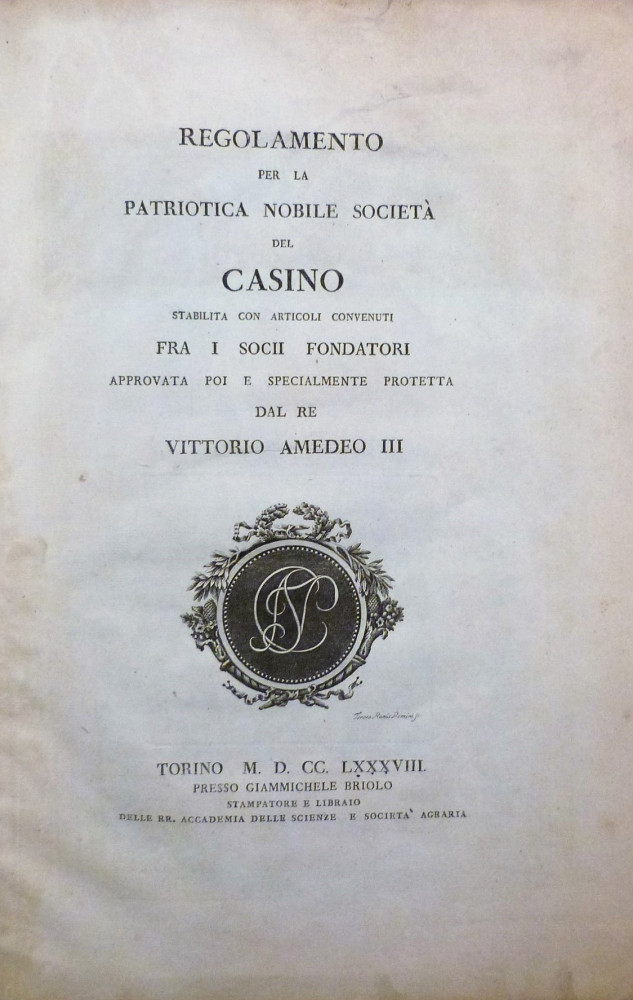 REGOLAMENTO
PER LA
PATRIOTICA NOBILE SOCIETÀ
DEL
CASINO
STABILITA CON ARTICOLI CONVENUTI
FRA I SOCII FONDATORI
APPROVATA POI E SPECIALMENTE PROTETTA
DAL RE
VITTORIO AMEDEO III
TORINO M. D. CC. LXXXVIII.
PRESSO GIAMMICHELE BRIOLO
STAMPATORE E LIBRAIO
DELLE RR. ACCADEMIA DELLE SCIENZE E SOCIETA' AGRARIA